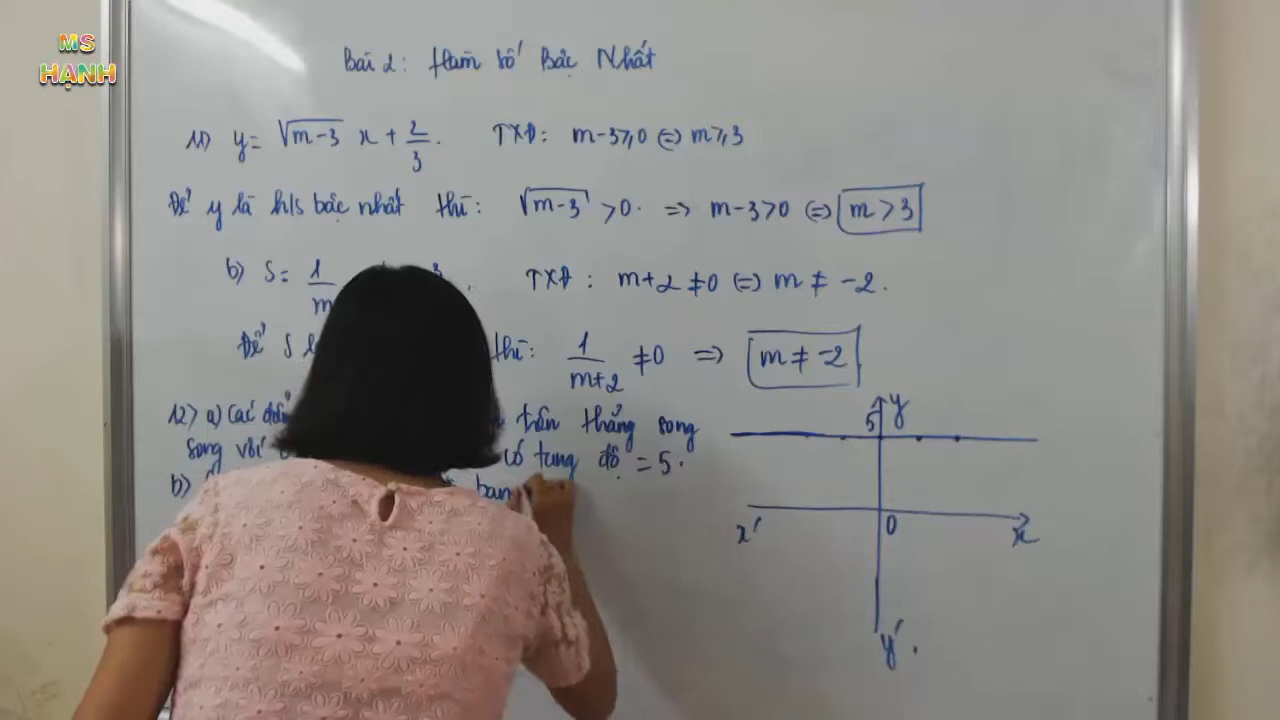 MS
HẠNH
Bài 2: Hàm số Bậc Nhất
11) y = √m-3 x + 2/3. TXĐ: m-3⩾0 ⇔ m⩾3
Để y là h/s bậc nhất thì: √m-3 >0. => m-3>0 ⇔ m>3
b) S = 1/m 3. TXĐ: m+2≠0 ⇔ m ≠ -2.
Để S thì: 1/m+2 ≠0 => m ≠ -2
12> a) Các trên thẳng song
song với có tung độ = 5.
b)
y
5
0
x'
x
y'.